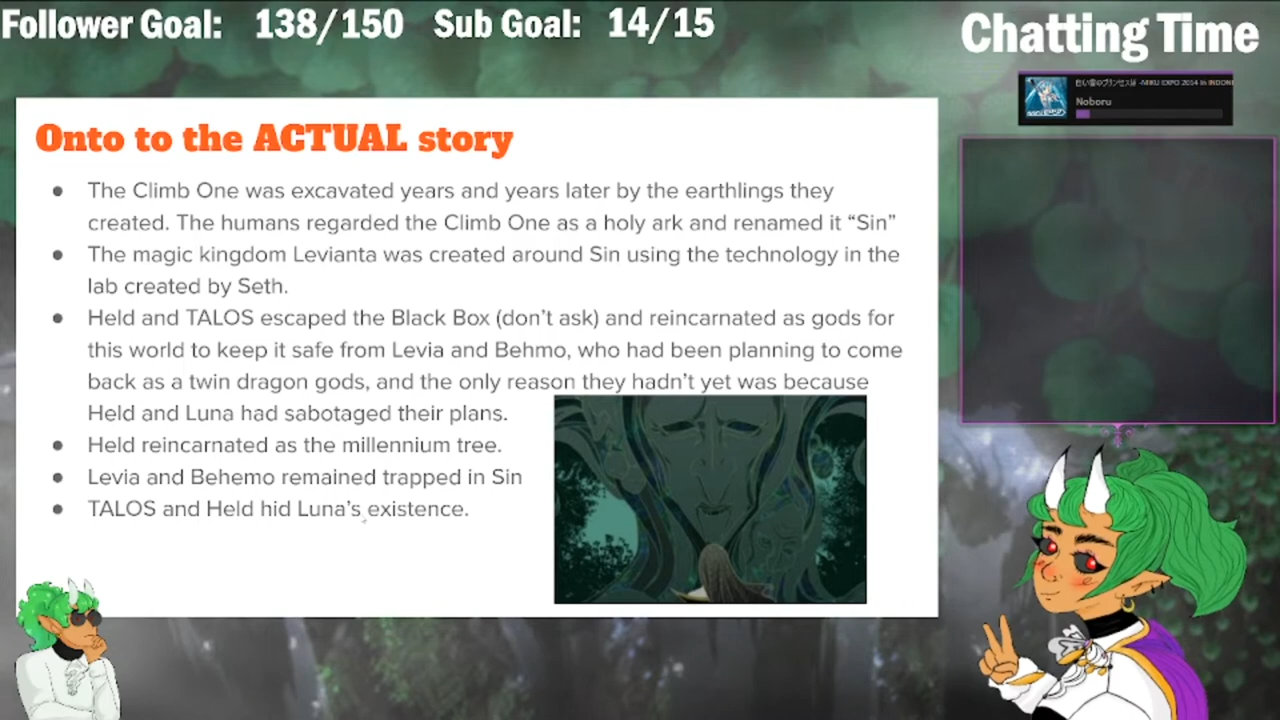 Follower Goal: 138/150 Sub Goal: 14/15
Chatting Time
Noboru
Onto to the ACTUAL story
● The Climb One was excavated years and years later by the earthlings they
created. The humans regarded the Climb One as a holy ark and renamed it “Sin”
● The magic kingdom Levianta was created around Sin using the technology in the
lab created by Seth.
● Held and TALOS escaped the Black Box (don’t ask) and reincarnated as gods for
this world to keep it safe from Levia and Behmo, who had been planning to come
back as a twin dragon gods, and the only reason they hadn’t yet was because
Held and Luna had sabotaged their plans.
● Held reincarnated as the millennium tree.
● Levia and Behemo remained trapped in Sin
● TALOS and Held hid Luna’s existence.